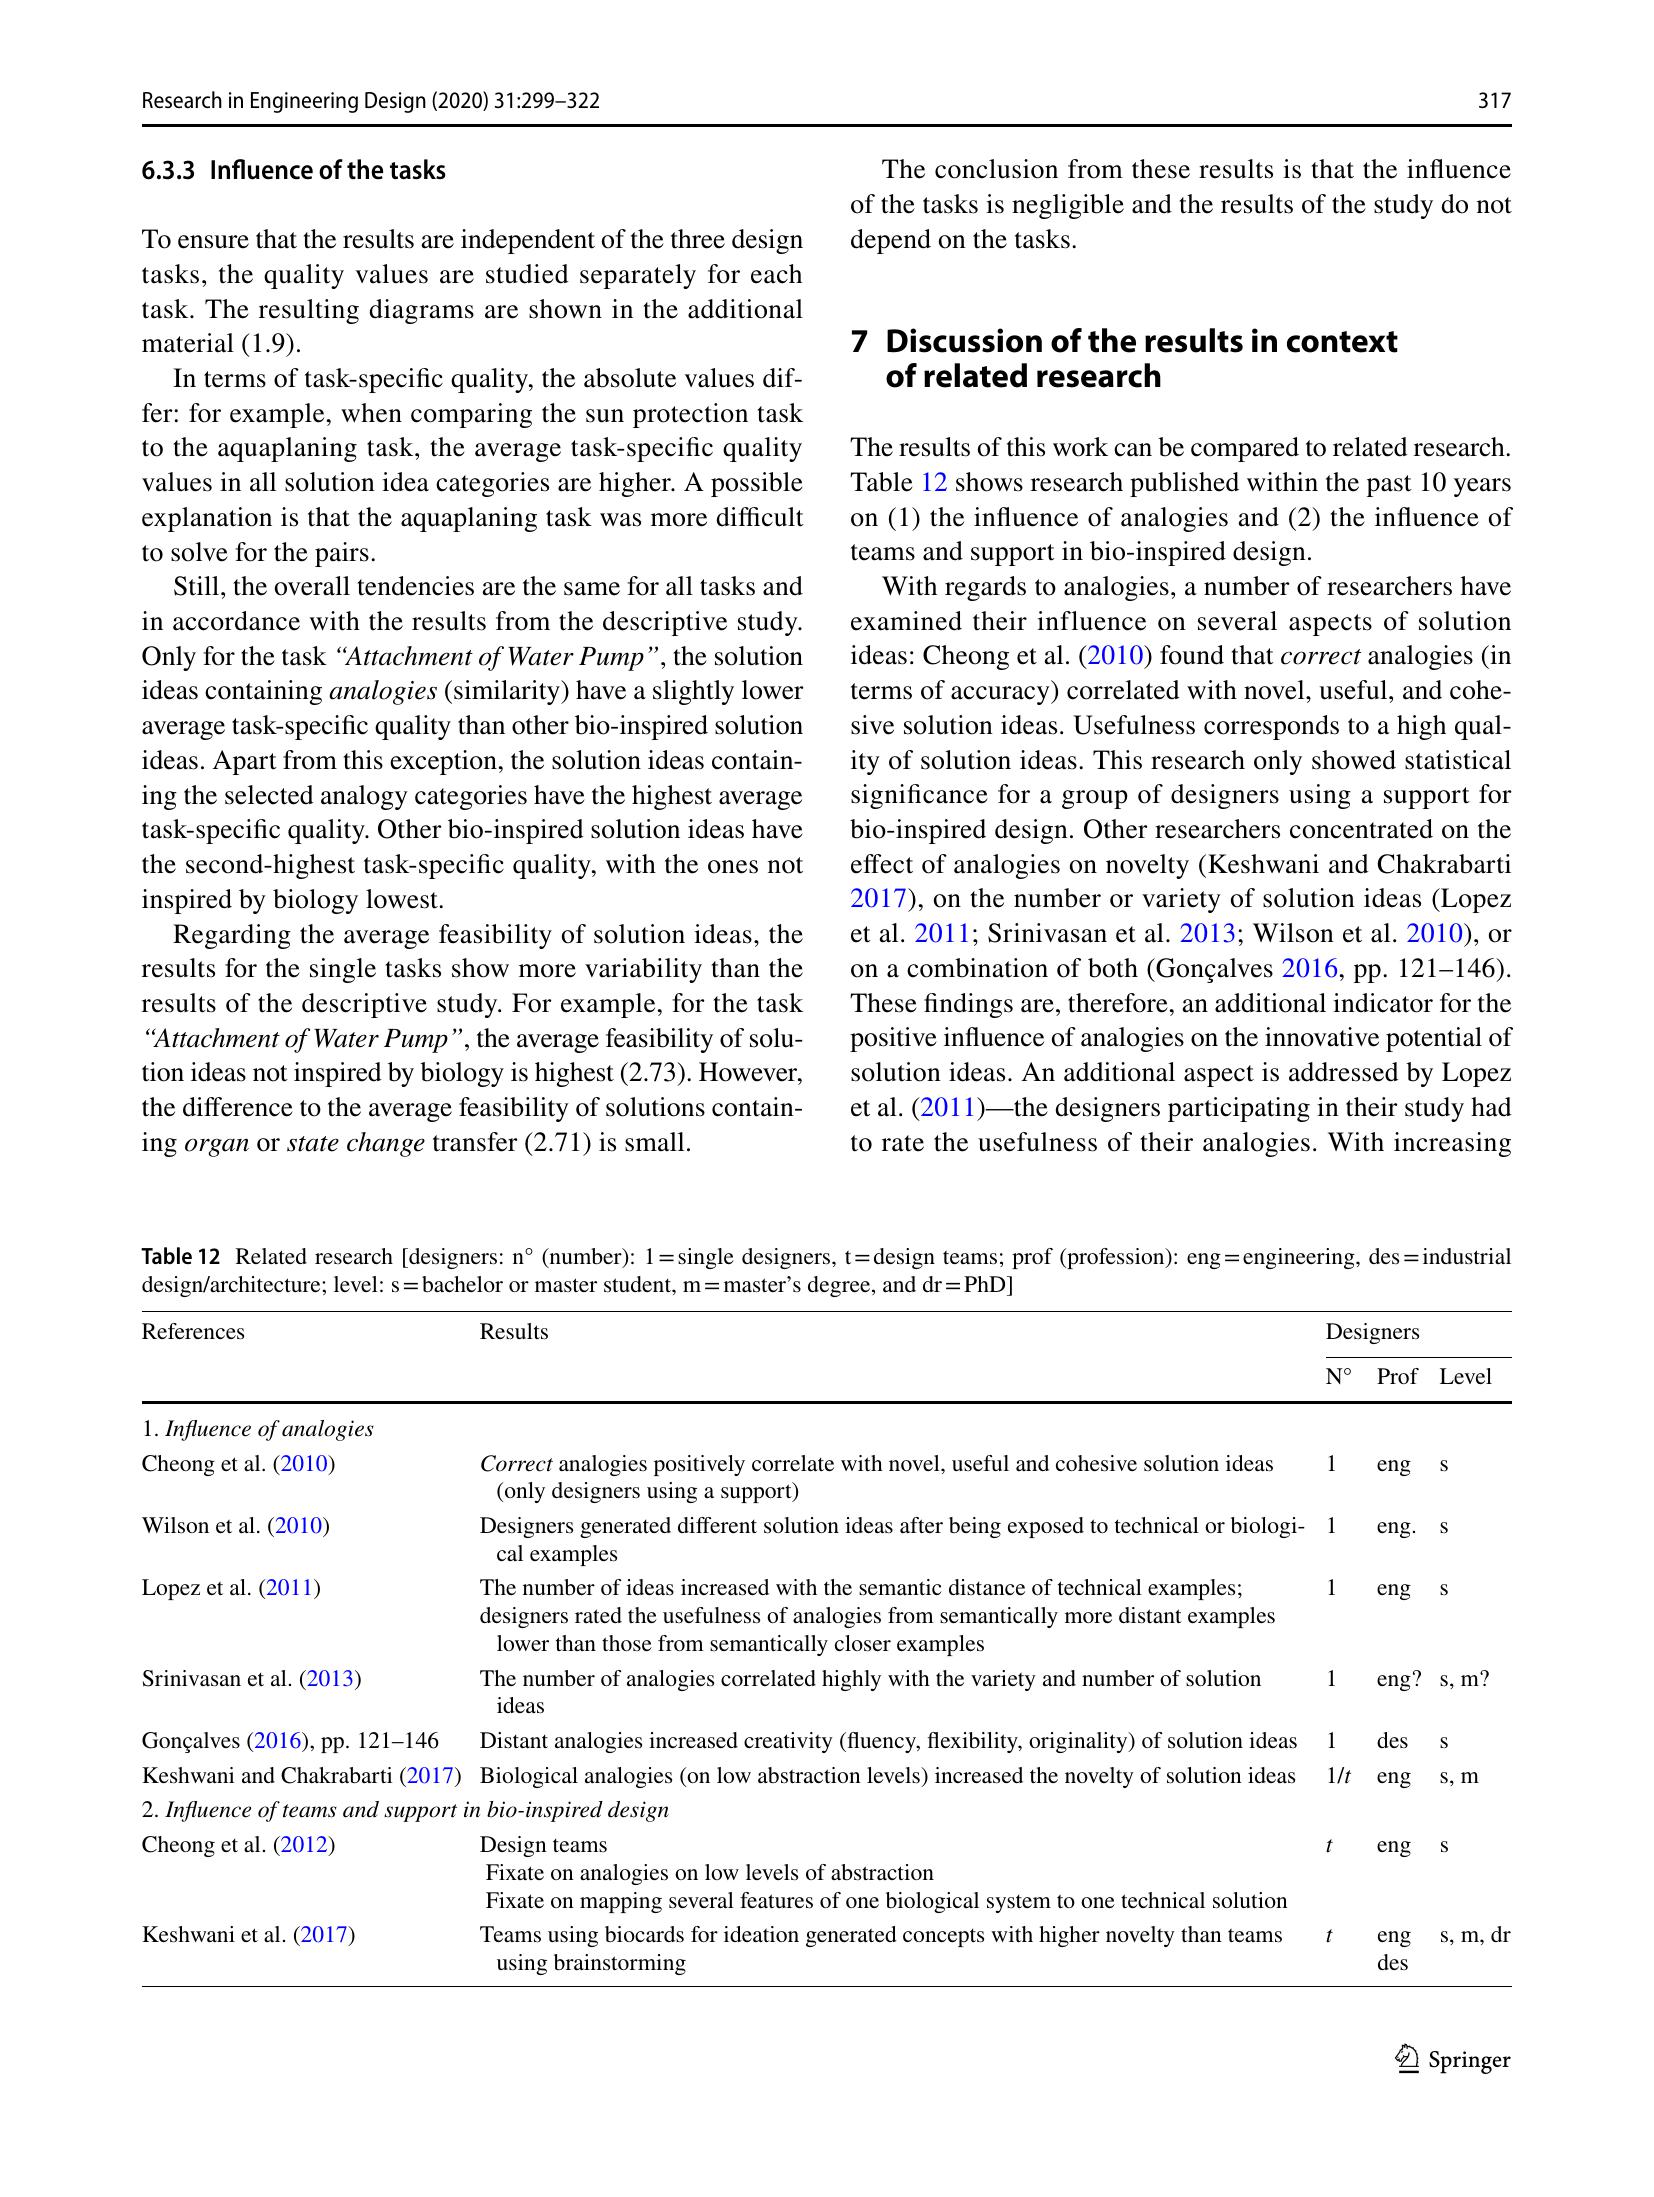 Research in Engineering Design (2020) 31:299–322
317
6.3.3 Influence of the tasks
To ensure that the results are independent of the three design
tasks, the quality values are studied separately for each
task. The resulting diagrams are shown in the additional
material (1.9).
In terms of task-specific quality, the absolute values dif-
fer: for example, when comparing the sun protection task
to the aquaplaning task, the average task-specific quality
values in all solution idea categories are higher. A possible
explanation is that the aquaplaning task was more difficult
to solve for the pairs.
Still, the overall tendencies are the same for all tasks and
in accordance with the results from the descriptive study.
Only for the task “Attachment of Water Pump”, the solution
ideas containing analogies (similarity) have a slightly lower
average task-specific quality than other bio-inspired solution
ideas. Apart from this exception, the solution ideas contain-
ing the selected analogy categories have the highest average
task-specific quality. Other bio-inspired solution ideas have
the second-highest task-specific quality, with the ones not
inspired by biology lowest.
Regarding the average feasibility of solution ideas, the
results for the single tasks show more variability than the
results of the descriptive study. For example, for the task
“Attachment of Water Pump”, the average feasibility of solu-
tion ideas not inspired by biology is highest (2.73). However,
the difference to the average feasibility of solutions contain-
ing organ or state change transfer (2.71) is small.
The conclusion from these results is that the influence
of the tasks is negligible and the results of the study do not
depend on the tasks.
7 Discussion of the results in context
of related research
The results of this work can be compared to related research.
Table 12 shows research published within the past 10 years
on (1) the influence of analogies and (2) the influence of
teams and support in bio-inspired design.
With regards to analogies, a number of researchers have
examined their influence on several aspects of solution
ideas: Cheong et al. (2010) found that correct analogies (in
terms of accuracy) correlated with novel, useful, and cohe-
sive solution ideas. Usefulness corresponds to a high qual-
ity of solution ideas. This research only showed statistical
significance for a group of designers using a support for
bio-inspired design. Other researchers concentrated on the
effect of analogies on novelty (Keshwani and Chakrabarti
2017), on the number or variety of solution ideas (Lopez
et al. 2011; Srinivasan et al. 2013; Wilson et al. 2010), or
on a combination of both (Gonçalves 2016, pp. 121–146).
These findings are, therefore, an additional indicator for the
positive influence of analogies on the innovative potential of
solution ideas. An additional aspect is addressed by Lopez
et al. (2011)—the designers participating in their study had
to rate the usefulness of their analogies. With increasing
Table 12 Related research [designers: n° (number): 1 = single designers, t = design teams; prof (profession): eng = engineering, des = industrial
design/architecture; level: s = bachelor or master student, m = master’s degree, and dr = PhD]
References Results Designers
N° Prof Level
1. Influence of analogies
Cheong et al. (2010) Correct analogies positively correlate with novel, useful and cohesive solution ideas 1 eng s
(only designers using a support)
Wilson et al. (2010) Designers generated different solution ideas after being exposed to technical or biologi- 1 eng. s
cal examples
Lopez et al. (2011) The number of ideas increased with the semantic distance of technical examples; 1 eng s
designers rated the usefulness of analogies from semantically more distant examples
lower than those from semantically closer examples
Srinivasan et al. (2013) The number of analogies correlated highly with the variety and number of solution 1 eng? s, m?
ideas
Gonçalves (2016), pp. 121–146 Distant analogies increased creativity (fluency, flexibility, originality) of solution ideas 1 des s
Keshwani and Chakrabarti (2017) Biological analogies (on low abstraction levels) increased the novelty of solution ideas 1/t eng s, m
2. Influence of teams and support in bio-inspired design
Cheong et al. (2012) Design teams t eng s
Fixate on analogies on low levels of abstraction
Fixate on mapping several features of one biological system to one technical solution
Keshwani et al. (2017) Teams using biocards for ideation generated concepts with higher novelty than teams t eng s, m, dr
using brainstorming des
Springer